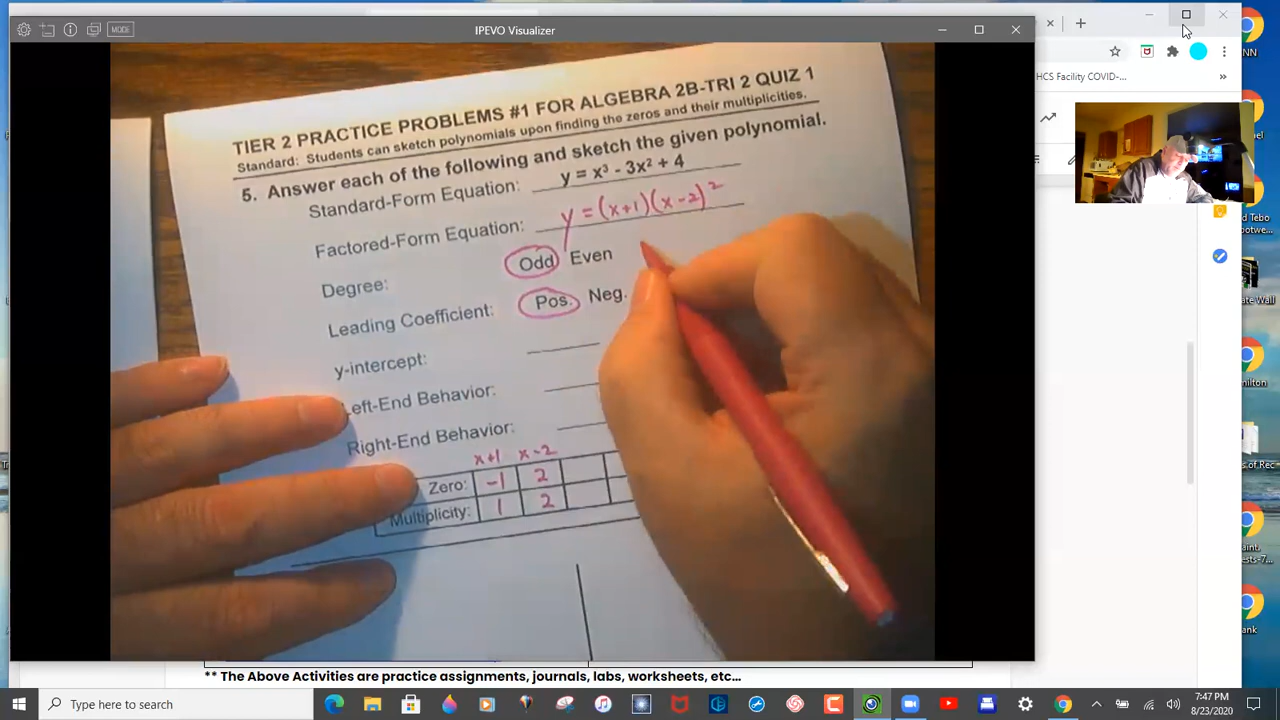 MODE
IPEVO Visualizer
HCS Facility COVID-...
TIER 2 PRACTICE PROBLEMS #1 FOR ALGEBRA 2B-TRI 2 QUIZ 1
Standard: Students can sketch polynomials upon finding the zeros and their multiplicities.
5. Answer each of the following and sketch the given polynomial.
Standard-Form Equation: y = x³ - 3x² + 4
Factored-Form Equation: y = (x+1)(x-2)²
Degree: Odd Even
Leading Coefficient: Pos. Neg.
y-intercept:
Left-End Behavior:
Right-End Behavior:
x+1 x-2
Zero: -1 2
Multiplicity: 1 2
** The Above Activities are practice assignments, journals, labs, worksheets, etc...
Type here to search
7:47 PM
8/23/2020